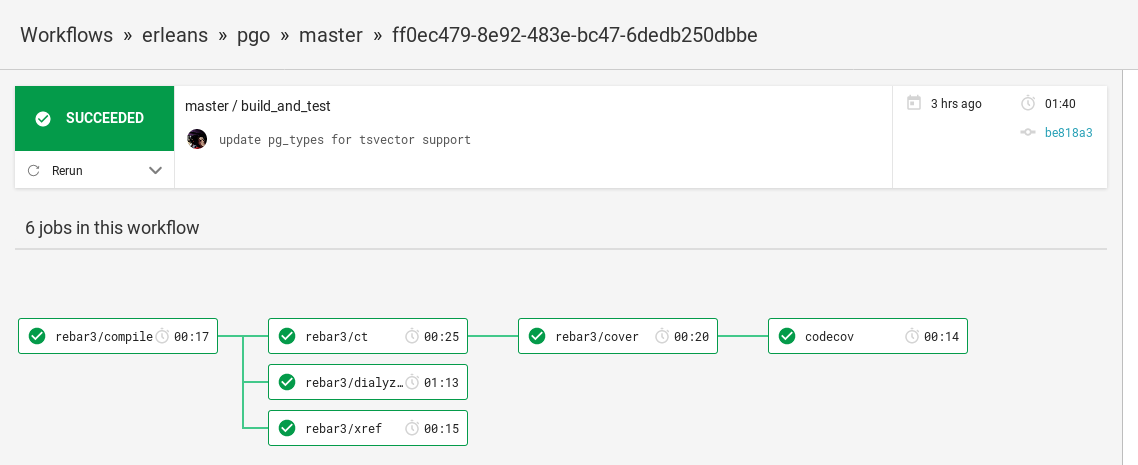 Workflows » erleans » pgo » master » ff0ec479-8e92-483e-bc47-6dedb250dbbe
SUCCEEDED
Rerun
master / build_and_test
update pg_types for tsvector support
3 hrs ago
01:40
be818a3
6 jobs in this workflow
rebar3/compile 00:17
rebar3/ct 00:25
rebar3/cover 00:20
codecov 00:14
rebar3/dialyz… 01:13
rebar3/xref 00:15